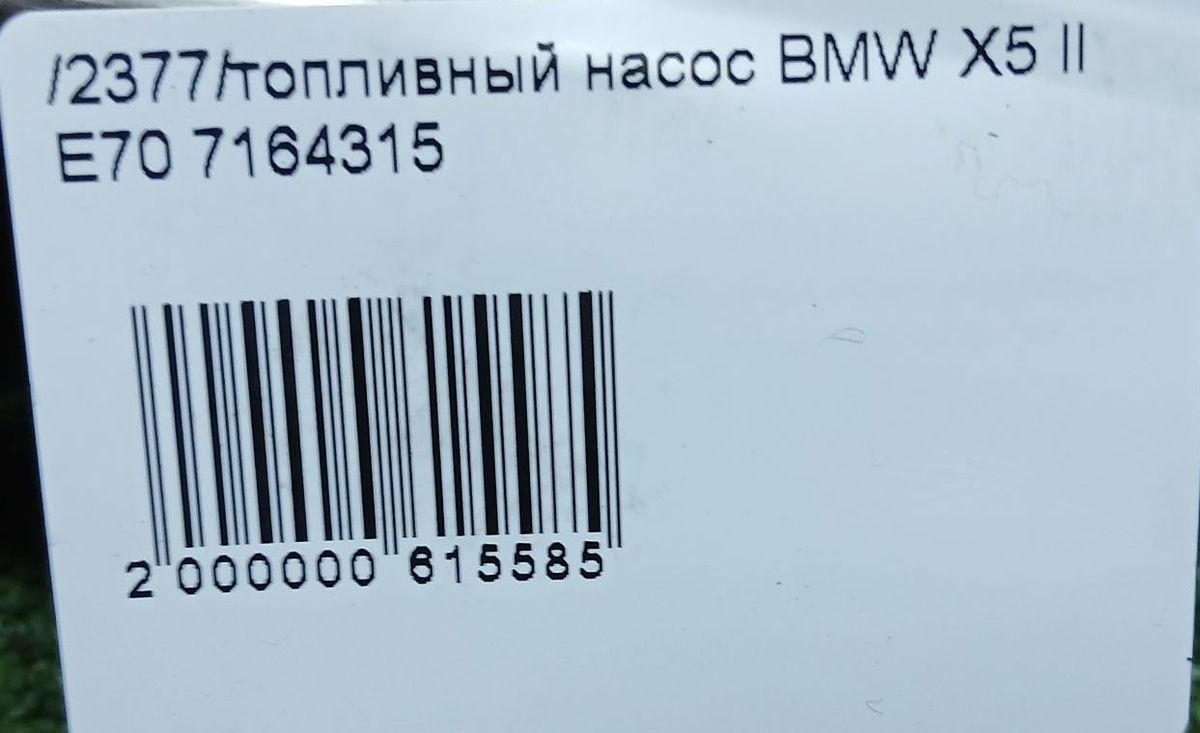 /2377/топливный насос BMW X5 II
E70 7164315
2 000000 615585